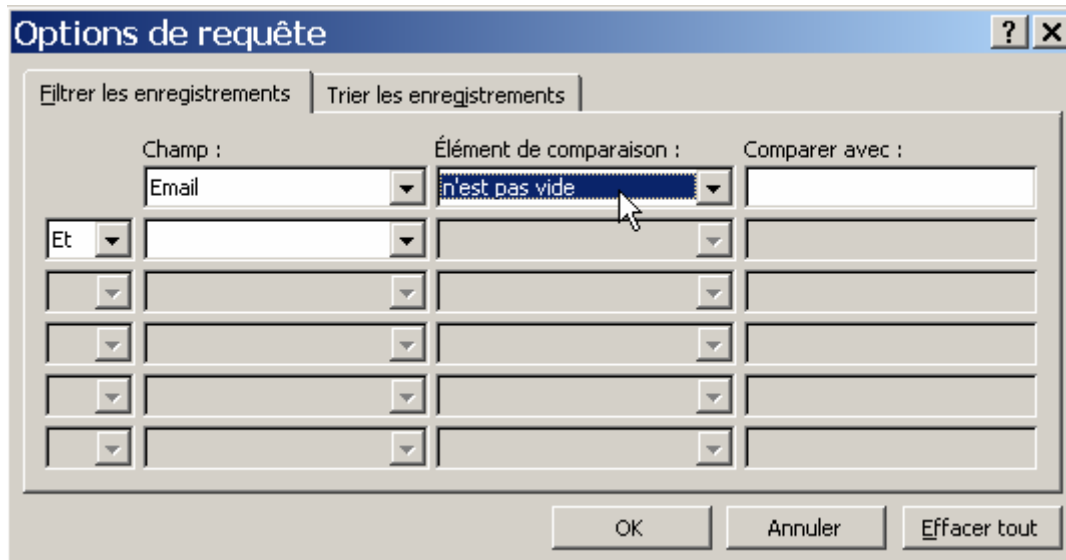 Options de requête
Filtrer les enregistrements Trier les enregistrements
Champ : Élément de comparaison : Comparer avec :
Email n'est pas vide
Et
OK Annuler Effacer tout